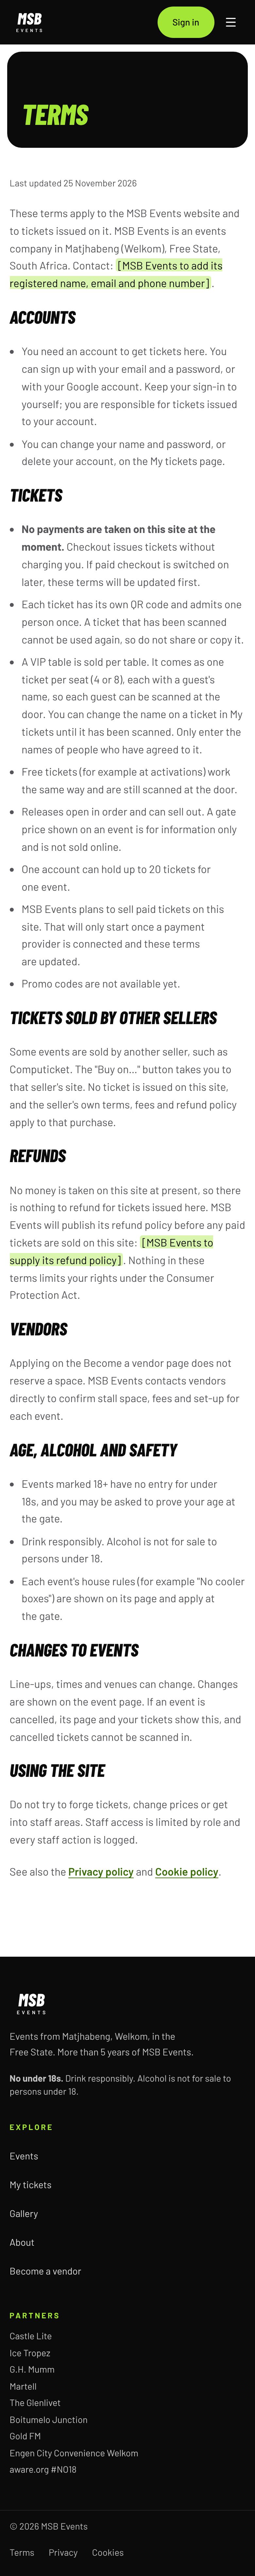 MSB
EVENTS
Sign in
TERMS
Last updated 25 November 2026
These terms apply to the MSB Events website and
to tickets issued on it. MSB Events is an events
company in Matjhabeng (Welkom), Free State,
South Africa. Contact: [MSB Events to add its
registered name, email and phone number].
ACCOUNTS
• You need an account to get tickets here. You
can sign up with your email and a password, or
with your Google account. Keep your sign-in to
yourself; you are responsible for tickets issued
to your account.
• You can change your name and password, or
delete your account, on the My tickets page.
TICKETS
• No payments are taken on this site at the
moment. Checkout issues tickets without
charging you. If paid checkout is switched on
later, these terms will be updated first.
• Each ticket has its own QR code and admits one
person once. A ticket that has been scanned
cannot be used again, so do not share or copy it.
• A VIP table is sold per table. It comes as one
ticket per seat (4 or 8), each with a guest's
name, so each guest can be scanned at the
door. You can change the name on a ticket in My
tickets until it has been scanned. Only enter the
names of people who have agreed to it.
• Free tickets (for example at activations) work
the same way and are still scanned at the door.
• Releases open in order and can sell out. A gate
price shown on an event is for information only
and is not sold online.
• One account can hold up to 20 tickets for
one event.
• MSB Events plans to sell paid tickets on this
site. That will only start once a payment
provider is connected and these terms
are updated.
• Promo codes are not available yet.
TICKETS SOLD BY OTHER SELLERS
Some events are sold by another seller, such as
Computicket. The "Buy on..." button takes you to
that seller's site. No ticket is issued on this site,
and the seller's own terms, fees and refund policy
apply to that purchase.
REFUNDS
No money is taken on this site at present, so there
is nothing to refund for tickets issued here. MSB
Events will publish its refund policy before any paid
tickets are sold on this site: [MSB Events to
supply its refund policy]. Nothing in these
terms limits your rights under the Consumer
Protection Act.
VENDORS
Applying on the Become a vendor page does not
reserve a space. MSB Events contacts vendors
directly to confirm stall space, fees and set-up for
each event.
AGE, ALCOHOL AND SAFETY
• Events marked 18+ have no entry for under
18s, and you may be asked to prove your age at
the gate.
• Drink responsibly. Alcohol is not for sale to
persons under 18.
• Each event's house rules (for example "No cooler
boxes") are shown on its page and apply at
the gate.
CHANGES TO EVENTS
Line-ups, times and venues can change. Changes
are shown on the event page. If an event is
cancelled, its page and your tickets show this, and
cancelled tickets cannot be scanned in.
USING THE SITE
Do not try to forge tickets, change prices or get
into staff areas. Staff access is limited by role and
every staff action is logged.
See also the Privacy policy and Cookie policy.
MSB
EVENTS
Events from Matjhabeng, Welkom, in the
Free State. More than 5 years of MSB Events.
No under 18s. Drink responsibly. Alcohol is not for sale to
persons under 18.
EXPLORE
Events
My tickets
Gallery
About
Become a vendor
PARTNERS
Castle Lite
Ice Tropez
G.H. Mumm
Martell
The Glenlivet
Boitumelo Junction
Gold FM
Engen City Convenience Welkom
aware.org #NO18
© 2026 MSB Events
Terms Privacy Cookies